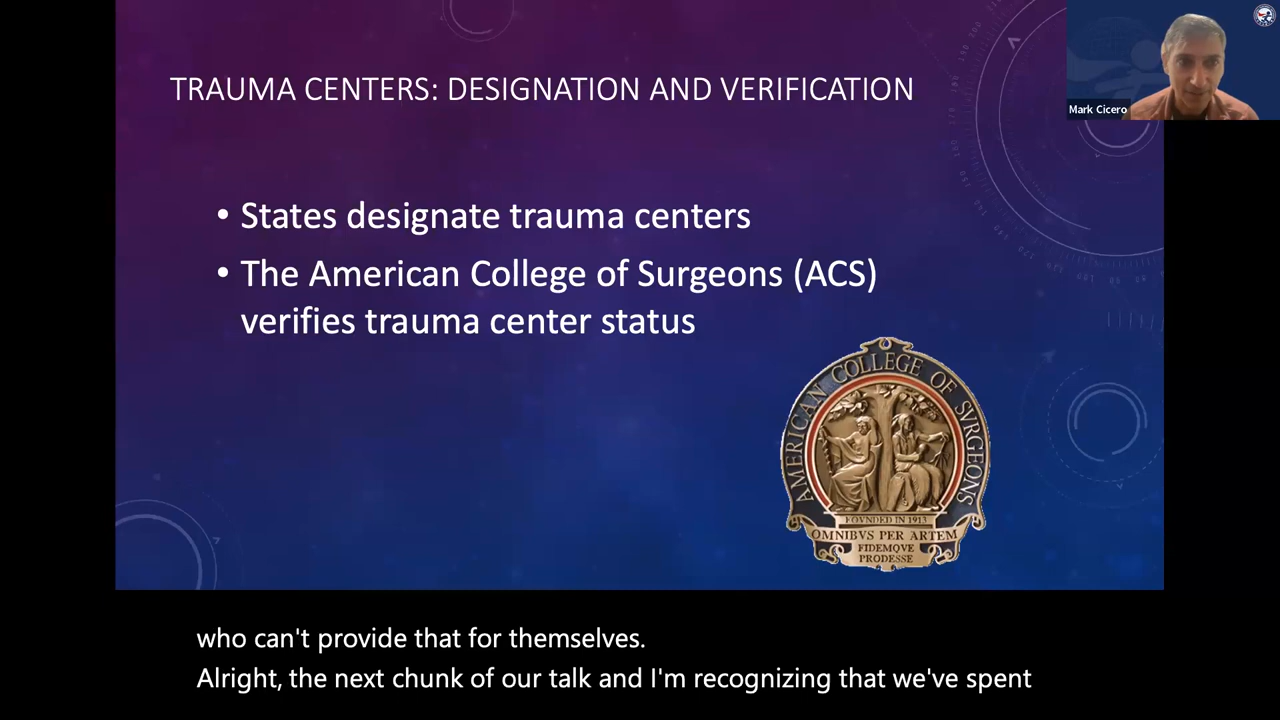 TRAUMA CENTERS: DESIGNATION AND VERIFICATION
Mark Cicero
• States designate trauma centers
• The American College of Surgeons (ACS)
verifies trauma center status
AMERICAN COLLEGE OF SVRGEONS
FOVNDED IN 1913
OMNIBVS PER ARTEM
FIDEMQVE
PRODESSE
who can't provide that for themselves.
Alright, the next chunk of our talk and I'm recognizing that we've spent